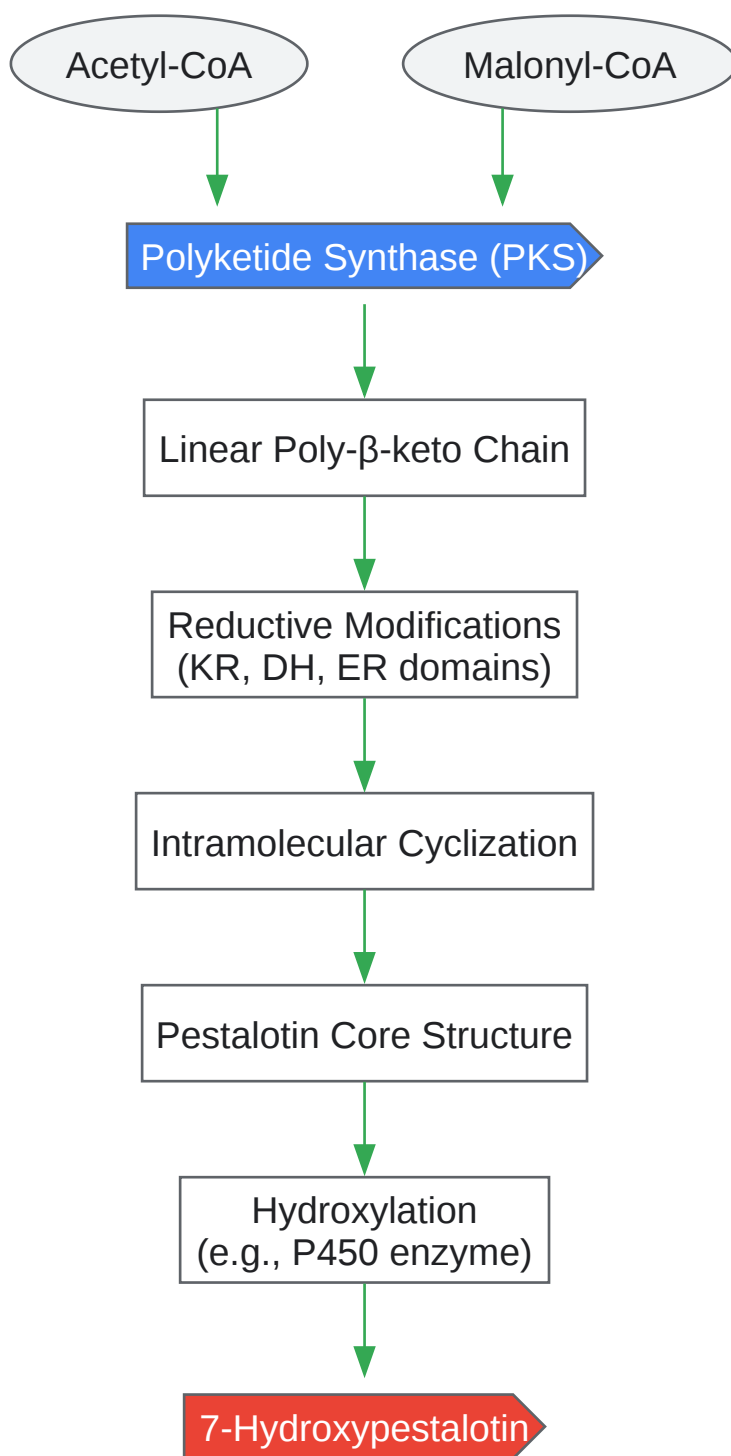 Acetyl-CoA
Malonyl-CoA
Polyketide Synthase (PKS)
Linear Poly-β-keto Chain
Reductive Modifications
(KR, DH, ER domains)
Intramolecular Cyclization
Pestalotin Core Structure
Hydroxylation
(e.g., P450 enzyme)
7-Hydroxypestalotin